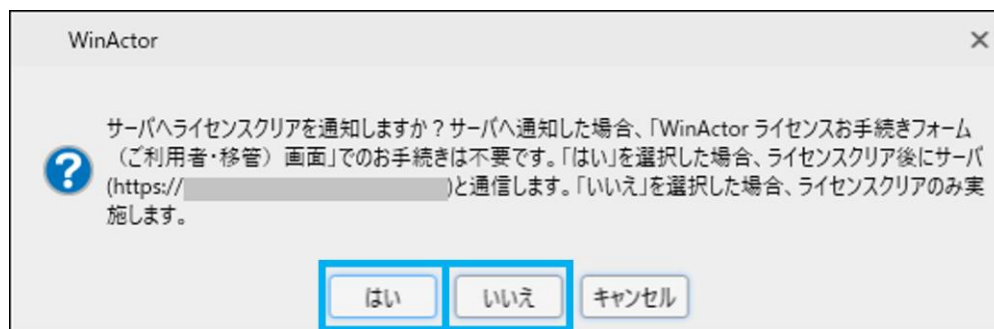 WinActor
サーバへライセンスクリアを通知しますか？サーバへ通知した場合、「WinActor ライセンスお手続きフォーム
（ご利用者・移管） 画面」でのお手続きは不要です。「はい」を選択した場合、ライセンスクリア後にサーバ
(https:// )と通信します。「いいえ」を選択した場合、ライセンスクリアのみ実
施します。
はい いいえ キャンセル